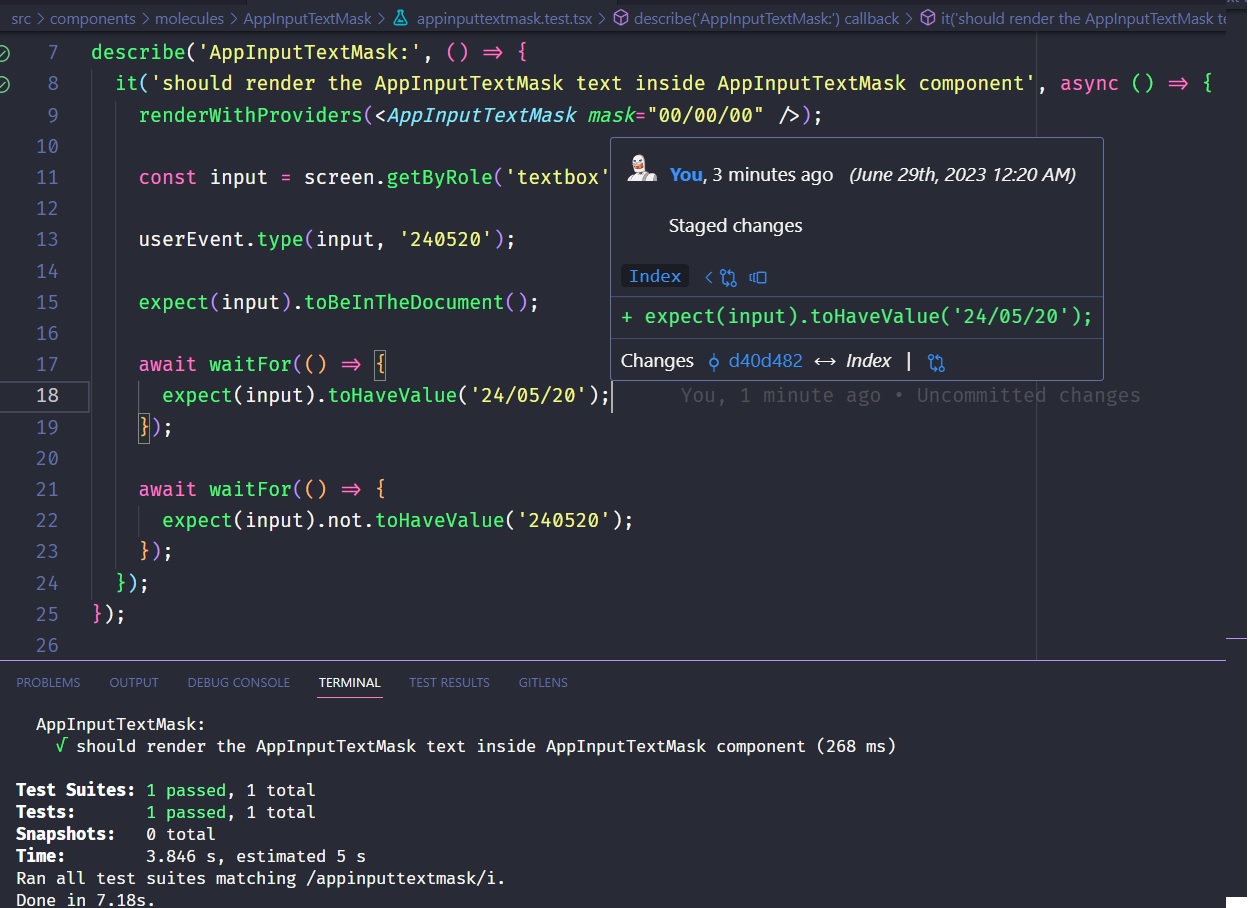 src > components > molecules > AppInputTextMask > appinputtextmask.test.tsx > describe('AppInputTextMask:') callback > it('should render the AppInputTextMask te
7 describe('AppInputTextMask:', () => {
8 it('should render the AppInputTextMask text inside AppInputTextMask component', async () => {
9 renderWithProviders(<AppInputTextMask mask="00/00/00" />);
10
11 const input = screen.getByRole('textbox'
12
13 userEvent.type(input, '240520');
14
15 expect(input).toBeInTheDocument();
16
17 await waitFor(() => {
18 expect(input).toHaveValue('24/05/20'); You, 1 minute ago • Uncommitted changes
19 });
20
21 await waitFor(() => {
22 expect(input).not.toHaveValue('240520');
23 });
24 });
25 });
26
You, 3 minutes ago (June 29th, 2023 12:20 AM)
Staged changes
Index
+ expect(input).toHaveValue('24/05/20');
Changes d40d482 ↔ Index |
PROBLEMS OUTPUT DEBUG CONSOLE TERMINAL TEST RESULTS GITLENS
AppInputTextMask:
√ should render the AppInputTextMask text inside AppInputTextMask component (268 ms)
Test Suites: 1 passed, 1 total
Tests: 1 passed, 1 total
Snapshots: 0 total
Time: 3.846 s, estimated 5 s
Ran all test suites matching /appinputtextmask/i.
Done in 7.18s.